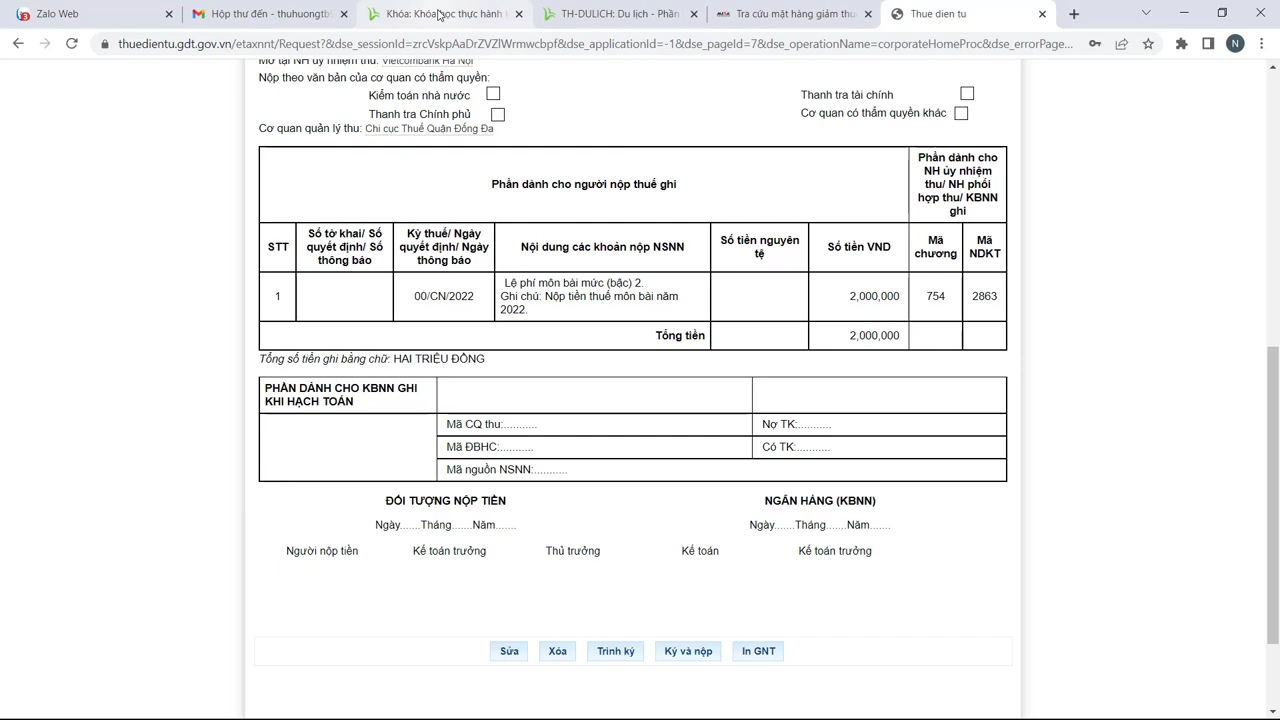 Zalo Web
Hộp thư đến - thuhuongtb
Khóa: Khóa học thực hành
TH-DULICH: Du lịch - Phần
Tra cứu mặt hàng giảm thu
Thue dien tu
thuedientu.gdt.gov.vn/etaxnnt/Request?&dse_sessionId=zrcVskpAaDrZVZlWrmwcbpf&dse_applicationId=-1&dse_pageId=7&dse_operationName=corporateHomeProc&dse_errorPage...
N
Mở tại NH ủy nhiệm thu: Vietcombank Hà Nội
Nộp theo văn bản của cơ quan có thẩm quyền:
Kiểm toán nhà nước
Thanh tra tài chính
Thanh tra Chính phủ
Cơ quan có thẩm quyền khác
Cơ quan quản lý thu: Chi cục Thuế Quận Đống Đa
Phần dành cho người nộp thuế ghi
Phần dành cho
NH ủy nhiệm
thu/ NH phối
hợp thu/ KBNN
ghi
STT
Số tờ khai/ Số
quyết định/ Số
thông báo
Kỳ thuế/ Ngày
quyết định/ Ngày
thông báo
Nội dung các khoản nộp NSNN
Số tiền nguyên
tệ
Số tiền VND
Mã
chương
Mã
NDKT
1
00/CN/2022
Lệ phí môn bài mức (bậc) 2.
Ghi chú: Nộp tiền thuế môn bài năm
2022.
2,000,000
754
2863
Tổng tiền
2,000,000
Tổng số tiền ghi bằng chữ: HAI TRIỆU ĐỒNG
PHẦN DÀNH CHO KBNN GHI
KHI HẠCH TOÁN
Mã CQ thu:...........
Nợ TK:...........
Mã ĐBHC:...........
Có TK:...........
Mã nguồn NSNN:...........
ĐỐI TƯỢNG NỘP TIỀN
NGÂN HÀNG (KBNN)
Ngày.......Tháng.......Năm.......
Ngày.......Tháng.......Năm.......
Người nộp tiền
Kế toán trưởng
Thủ trưởng
Kế toán
Kế toán trưởng
Sửa
Xóa
Trình ký
Ký và nộp
In GNT